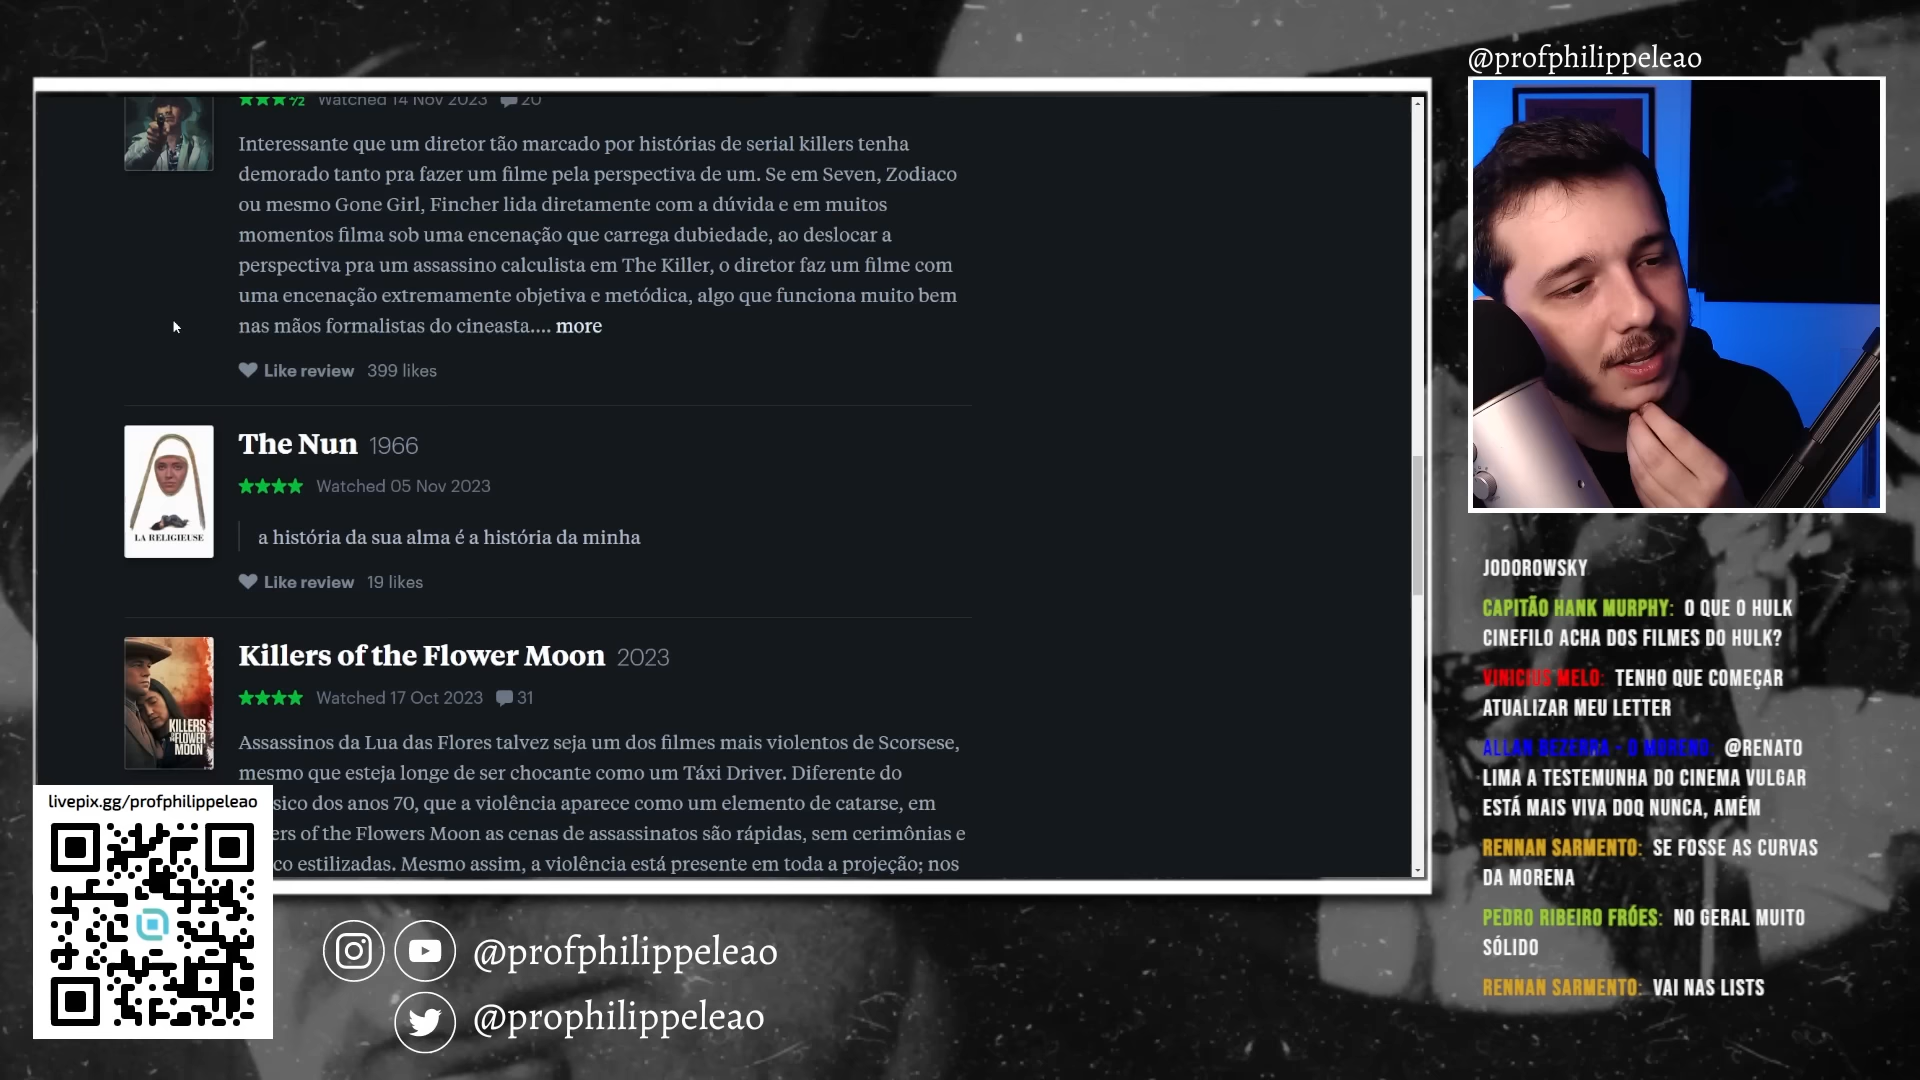 @profphilippeleao
Watched 14 Nov 2023 20
Interessante que um diretor tão marcado por histórias de serial killers tenha
demorado tanto pra fazer um filme pela perspectiva de um. Se em Seven, Zodiaco
ou mesmo Gone Girl, Fincher lida diretamente com a dúvida e em muitos
momentos filma sob uma encenação que carrega dubiedade, ao deslocar a
perspectiva pra um assassino calculista em The Killer, o diretor faz um filme com
uma encenação extremamente objetiva e metódica, algo que funciona muito bem
nas mãos formalistas do cineasta.... more
Like review 399 likes
The Nun 1966
Watched 05 Nov 2023
a história da sua alma é a história da minha
Like review 19 likes
LA RELIGIEUSE
Killers of the Flower Moon 2023
Watched 17 Oct 2023 31
KILLERS
OF THE FLOWER
MOON
Assassinos da Lua das Flores talvez seja um dos filmes mais violentos de Scorsese,
mesmo que esteja longe de ser chocante como um Táxi Driver. Diferente do
sico dos anos 70, que a violência aparece como um elemento de catarse, em
ers of the Flowers Moon as cenas de assassinatos são rápidas, sem cerimônias e
co estilizadas. Mesmo assim, a violência está presente em toda a projeção; nos
livepix.gg/profphilippeleao
@profphilippeleao
@prophilippeleao
JODOROWSKY
CAPITÃO HANK MURPHY: O QUE O HULK
CINEFILO ACHA DOS FILMES DO HULK?
VINICIUS MELO: TENHO QUE COMEÇAR
ATUALIZAR MEU LETTER
ALLAN BEZERRA - O MORENO: @RENATO
LIMA A TESTEMUNHA DO CINEMA VULGAR
ESTÁ MAIS VIVA DOQ NUNCA, AMÉM
RENNAN SARMENTO: SE FOSSE AS CURVAS
DA MORENA
PEDRO RIBEIRO FRÓES: NO GERAL MUITO
SÓLIDO
RENNAN SARMENTO: VAI NAS LISTS